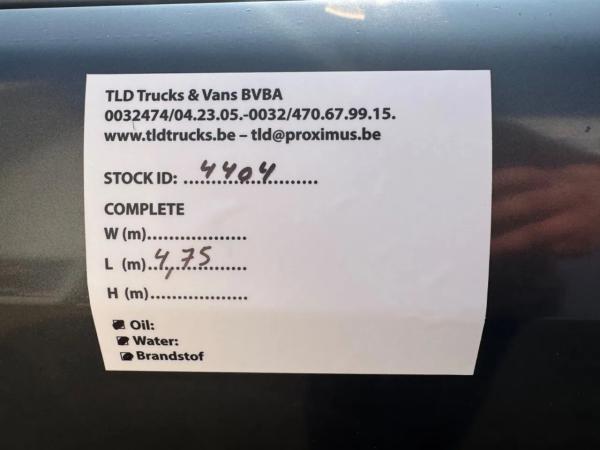 TLD Trucks & Vans BVBA
0032474/04.23.05.-0032/470.67.99.15.
www.tldtrucks.be – tld@proximus.be
STOCK ID: ...4404...........
COMPLETE
W (m)...................
L (m)..4,75........
H (m)...................
Oil:
Water:
Brandstof